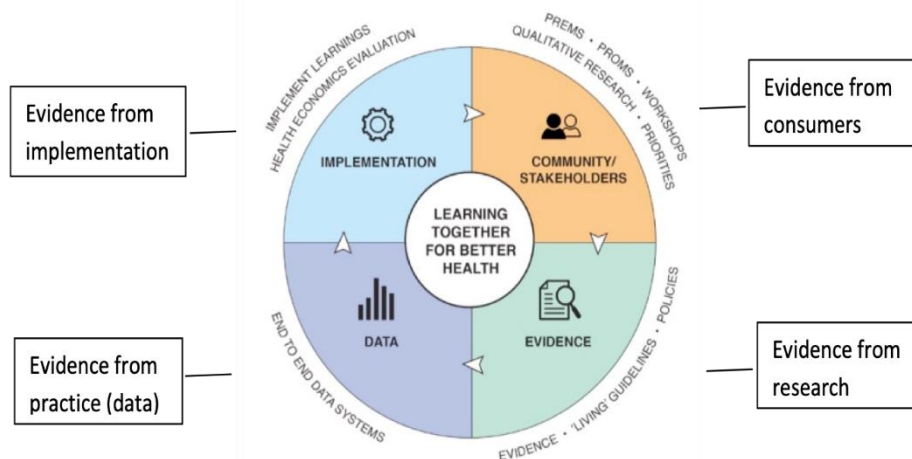 IMPLEMENT LEARNINGS
HEALTH ECONOMICS EVALUATION
PREMS • PROMS • WORKSHOPS
QUALITATIVE RESEARCH • PRIORITIES
Evidence from
implementation
Evidence from
consumers
IMPLEMENTATION
COMMUNITY/
STAKEHOLDERS
LEARNING
TOGETHER
FOR BETTER
HEALTH
DATA
EVIDENCE
Evidence from
practice (data)
Evidence from
research
END TO END DATA SYSTEMS
EVIDENCE • 'LIVING' GUIDELINES • POLICIES